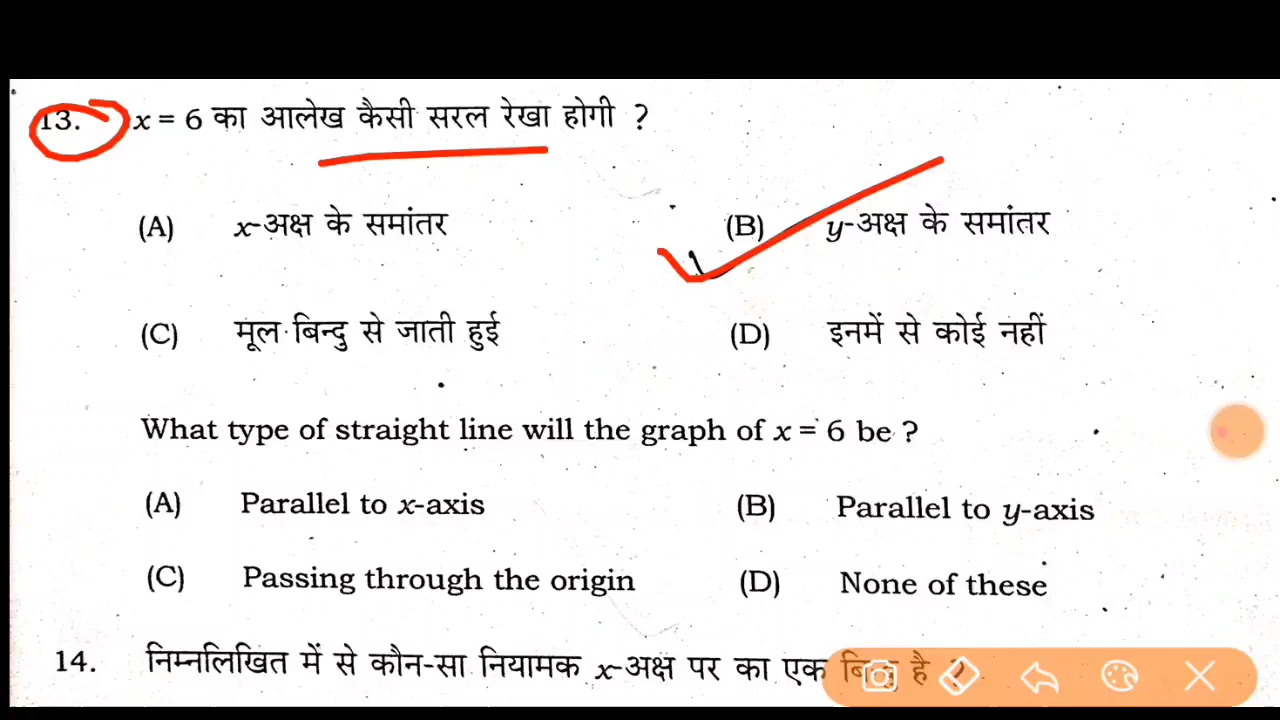 13. x = 6 का आलेख कैसी सरल रेखा होगी ?
(A) x-अक्ष के समांतर (B) y-अक्ष के समांतर
(C) मूल बिन्दु से जाती हुई (D) इनमें से कोई नहीं
What type of straight line will the graph of x = 6 be ?
(A) Parallel to x-axis (B) Parallel to y-axis
(C) Passing through the origin (D) None of these
14. निम्नलिखित में से कौन-सा नियामक x-अक्ष पर का एक है ?